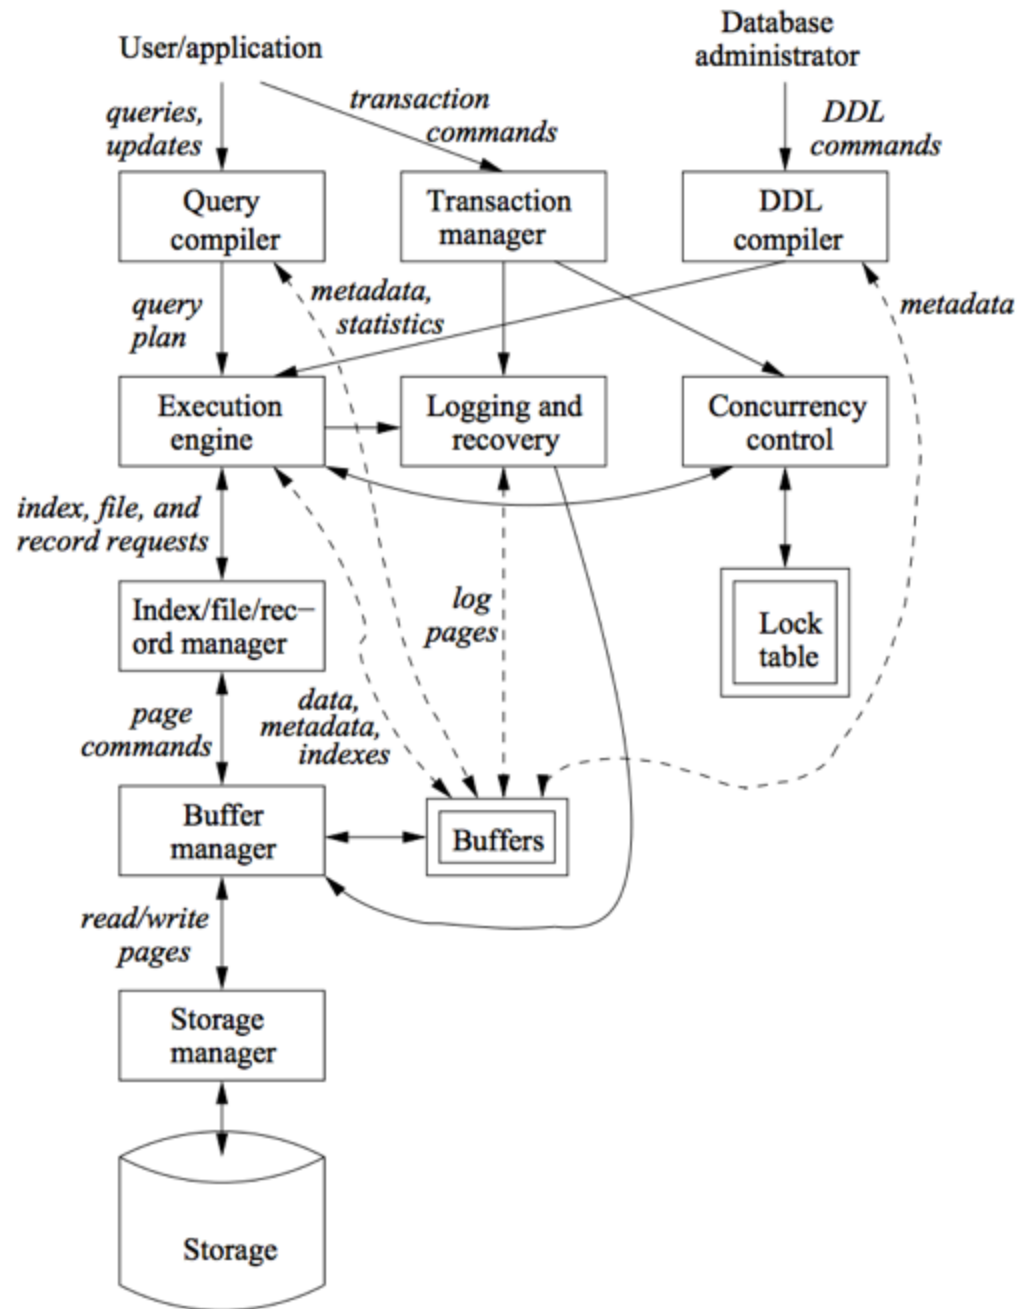 User/application
Database
administrator
queries,
updates
transaction
commands
DDL
commands
Query
compiler
Transaction
manager
DDL
compiler
query
plan
metadata,
statistics
metadata
Execution
engine
Logging and
recovery
Concurrency
control
index, file, and
record requests
Index/file/rec−
ord manager
log
pages
Lock
table
page
commands
data,
metadata,
indexes
Buffer
manager
Buffers
read/write
pages
Storage
manager
Storage